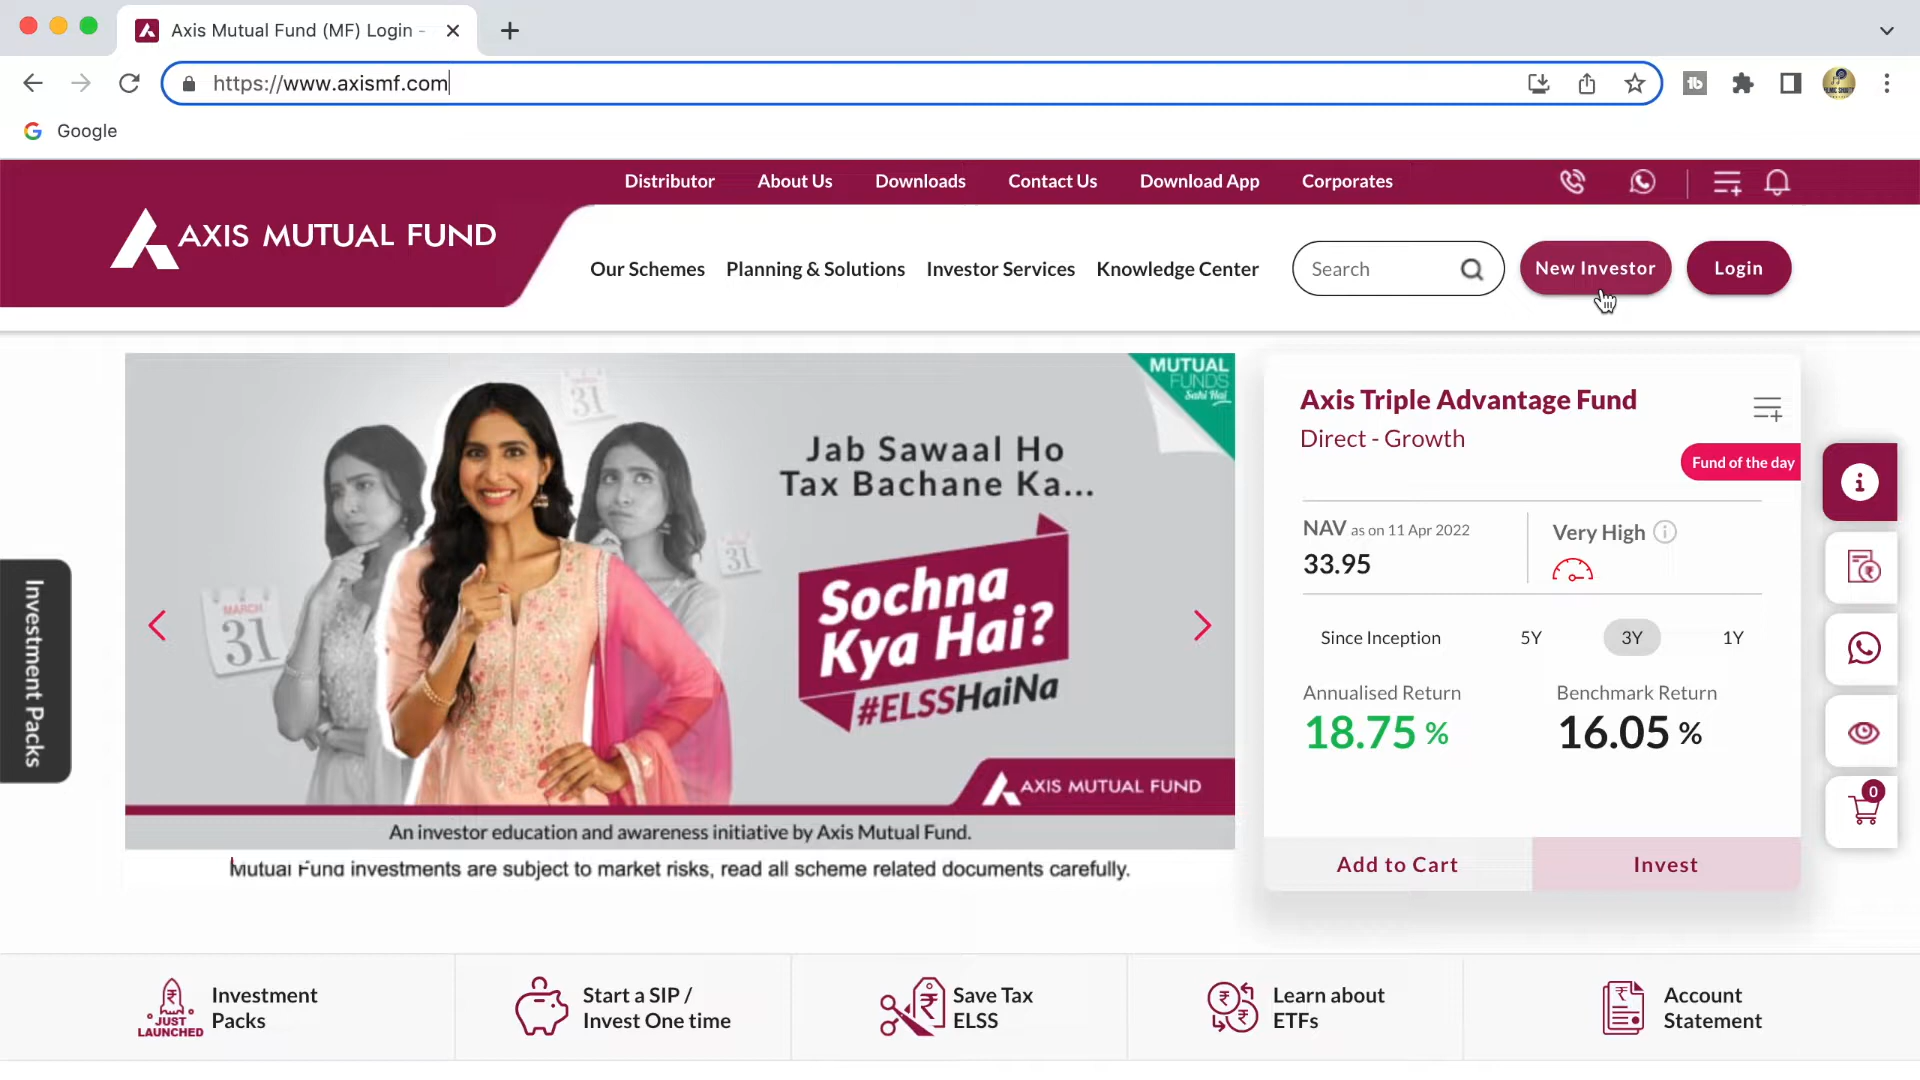 Axis Mutual Fund (MF) Login -
https://www.axismf.com
Google
Distributor About Us Downloads Contact Us Download App Corporates
AXIS MUTUAL FUND
Our Schemes Planning & Solutions Investor Services Knowledge Center Search New Investor Login
MUTUAL
FUNDS
Sahi Hai
31
Jab Sawaal Ho
Tax Bachane Ka...
31
MARCH
31
Sochna
Kya Hai?
#ELSSHaiNa
AXIS MUTUAL FUND
An investor education and awareness initiative by Axis Mutual Fund.
Mutual Fund investments are subject to market risks, read all scheme related documents carefully.
Investment Packs
Axis Triple Advantage Fund
Direct - Growth
Fund of the day
NAV as on 11 Apr 2022
33.95
Very High
Since Inception 5Y 3Y 1Y
Annualised Return Benchmark Return
18.75 % 16.05 %
Add to Cart Invest
0
JUST
LAUNCHED
Investment
Packs
Start a SIP /
Invest One time
Save Tax
ELSS
Learn about
ETFs
Account
Statement